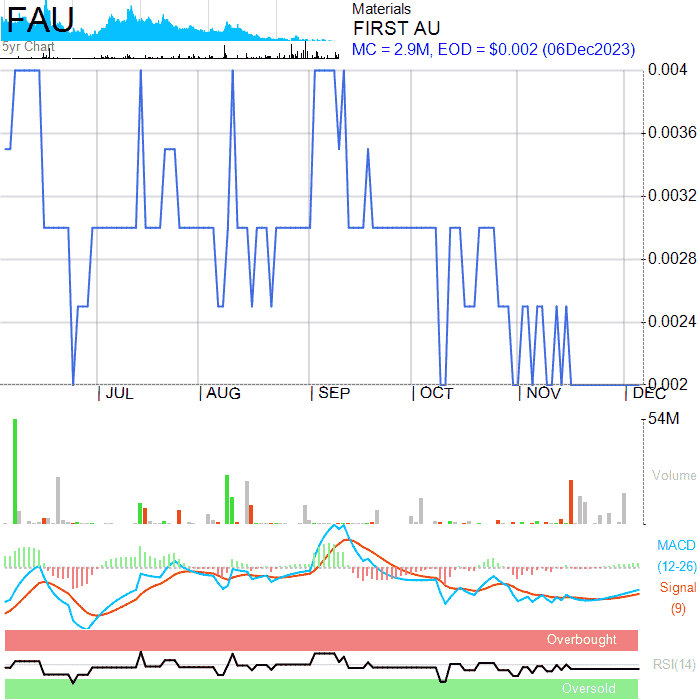 FAU
5yr Chart
Materials
FIRST AU
MC = 2.9M, EOD = $0.002 (06Dec2023)
0.004
0.0036
0.0032
0.0028
0.0024
0.002
JUL AUG SEP OCT NOV DEC
54M
Volume
MACD
(12-26)
Signal
(9)
Overbought
RSI(14)
Oversold